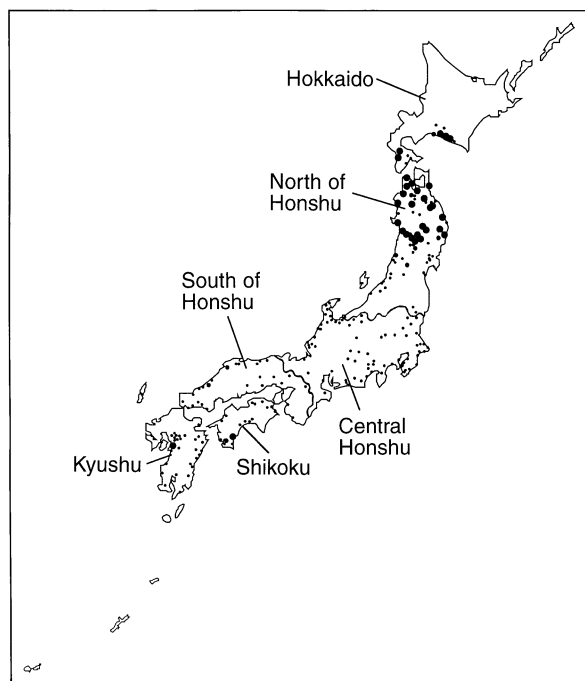 Hokkaido
North of
Honshu
South of
Honshu
Central
Honshu
Kyushu
Shikoku